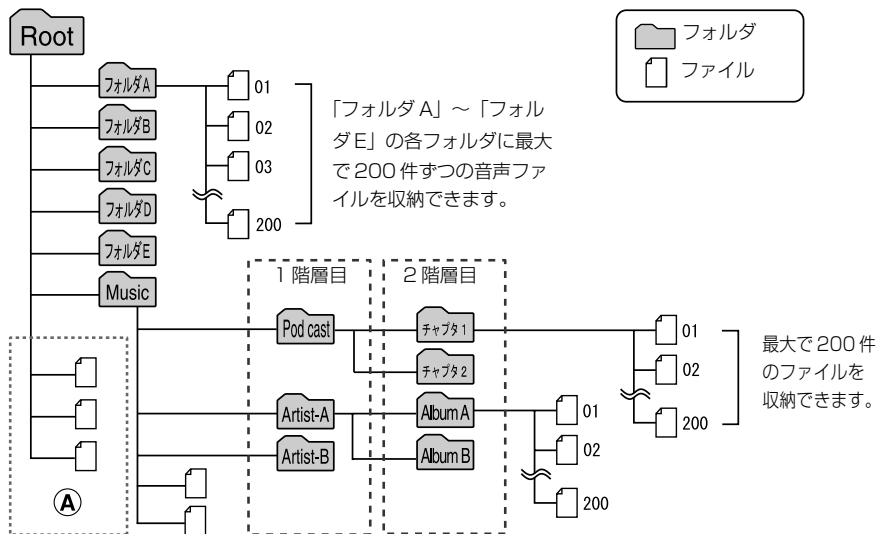 Root
フォルダ
ファイル
フォルダA
01
フォルダB
02
フォルダC
03
フォルダD
フォルダE
200
「フォルダ A」～「フォル
ダ E」の各フォルダに最大
で 200 件ずつの音声ファ
イルを収納できます。
Music
1 階層目
2 階層目
Pod cast
チャプタ 1
01
チャプタ 2
02
200
最大で 200 件
のファイルを
収納できます。
Artist-A
Album A
01
Artist-B
Album B
02
200
A